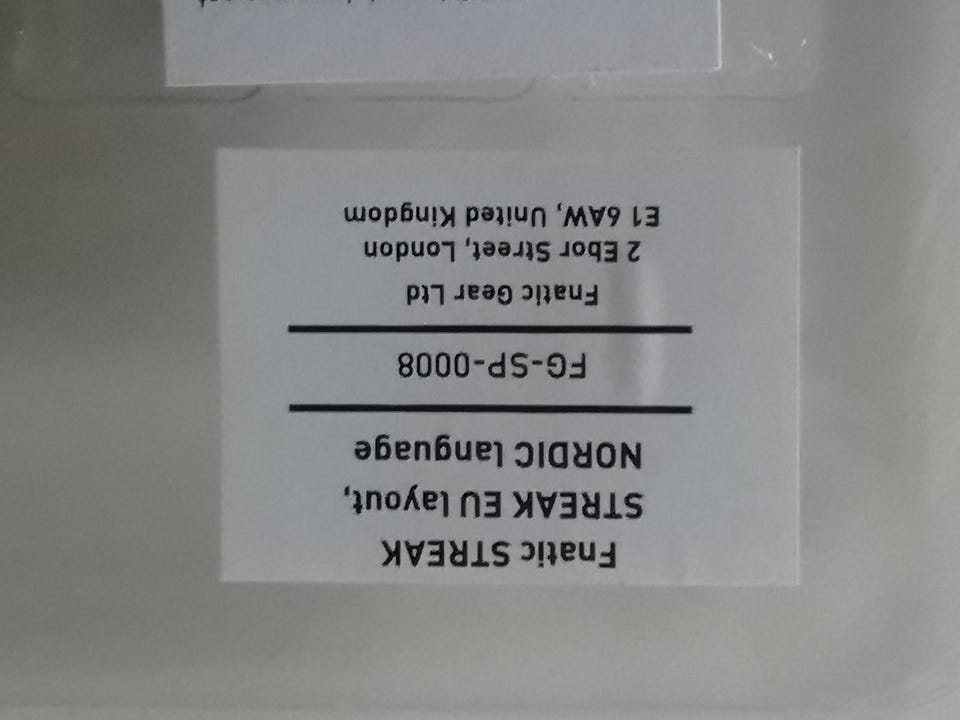 Fnatic STREAK
STREAK EU layout,
NORDIC language
FG-SP-0008
Fnatic Gear Ltd
2 Ebor Street, London
E1 6AW, United Kingdom